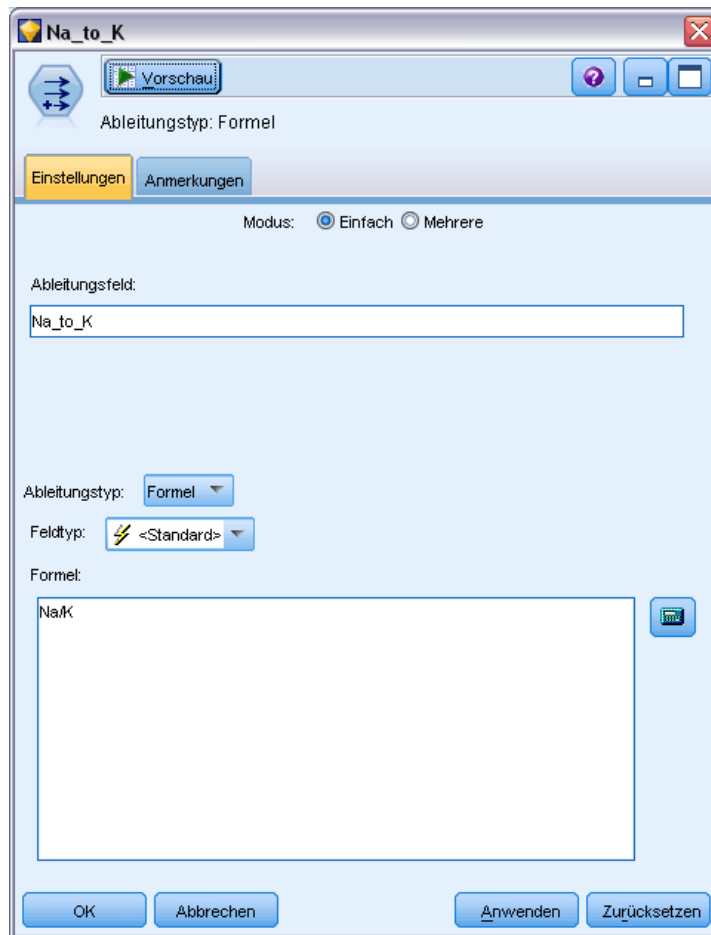 Na_to_K
Vorschau
Ableitungstyp: Formel
Einstellungen Anmerkungen
Modus: Einfach Mehrere
Ableitungsfeld:
Na_to_K
Ableitungstyp: Formel
Feldtyp: <Standard>
Formel:
Na/K
OK Abbrechen Anwenden Zurücksetzen